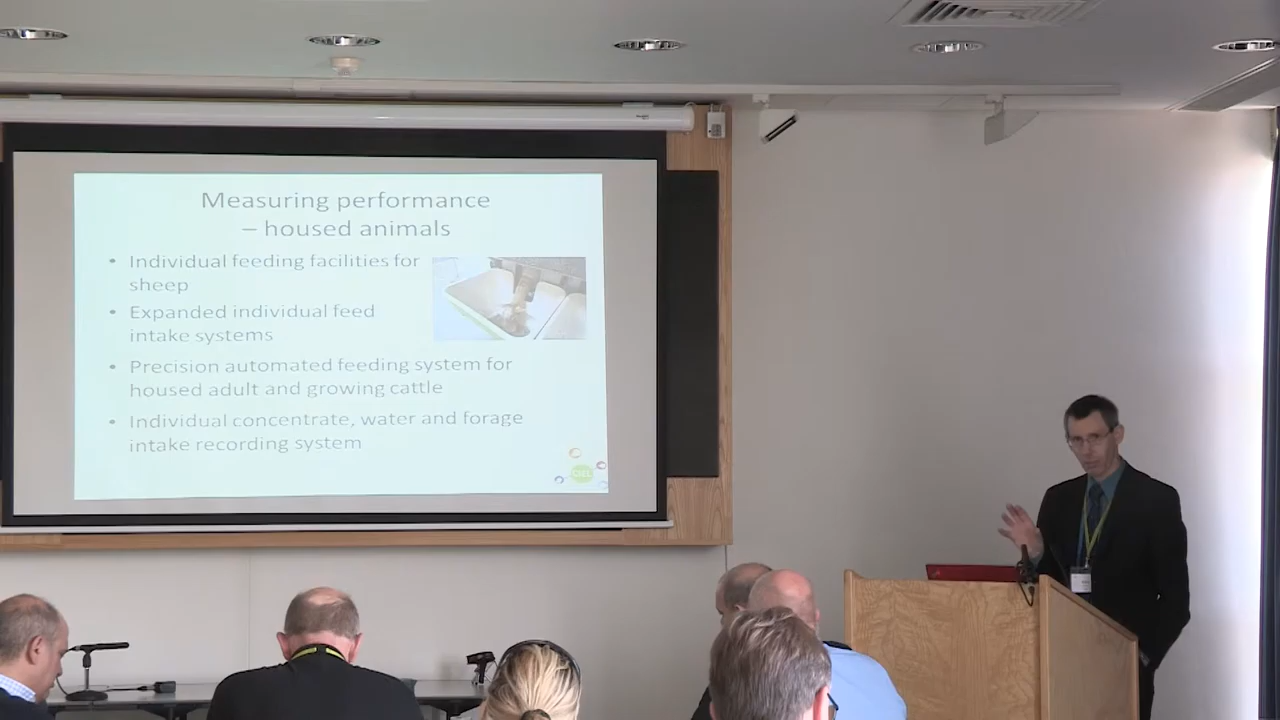 Measuring performance
– housed animals
• Individual feeding facilities for
sheep
• Expanded individual feed
intake systems
• Precision automated feeding system for
housed adult and growing cattle
• Individual concentrate, water and forage
intake recording system
CIEL